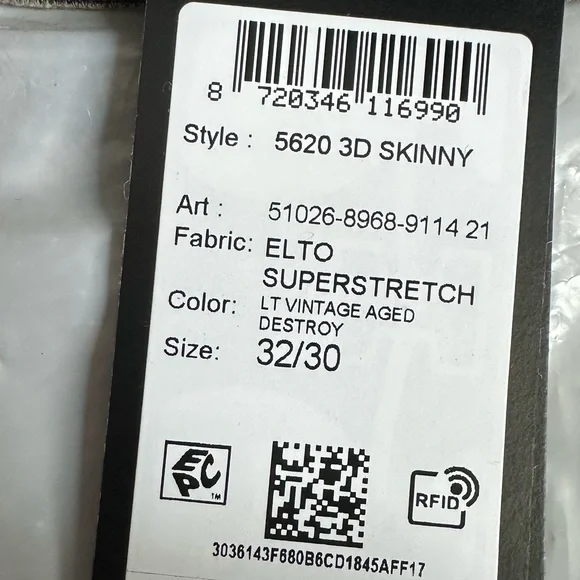 8 720346 116990
Style : 5620 3D SKINNY
Art : 51026-8968-9114 21
Fabric: ELTO
SUPERSTRETCH
Color: LT VINTAGE AGED
DESTROY
Size: 32/30
EPC TM
RFID
3036143F680B6CD1845AFF17